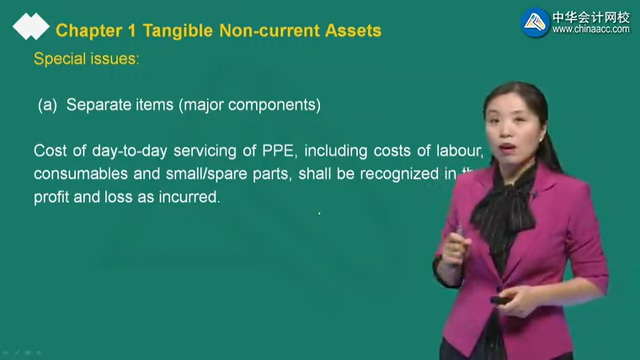 中华会计网校
www.chinaacc.com
Chapter 1 Tangible Non-current Assets
Special issues:
(a) Separate items (major components)
Cost of day-to-day servicing of PPE, including costs of labour,
consumables and small/spare parts, shall be recognized in
profit and loss as incurred.